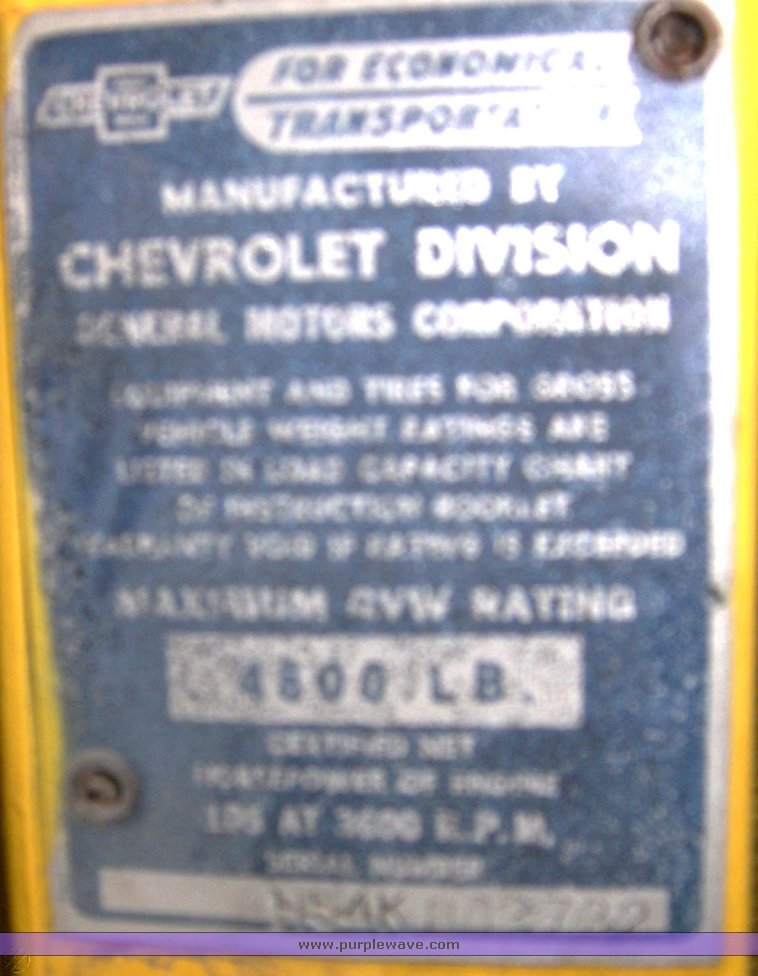 CHEVROLET
FOR ECONOMICAL
MANUFACTURED BY
CHEVROLET DIVISION
GENERAL MOTORS CORPORATION
EQUIPMENT AND TIRES FOR GROSS
VEHICLE WEIGHT RATINGS ARE
LISTED IN LOAD CAPACITY CHART
OF INSTRUCTION BOOKLET
WARRANTY VOID IF RATING IS EXCEEDED
MAXIMUM GVW RATING
LB.
CERTIFIED NET
HORSEPOWER OF ENGINE
AT 3600 R.P.M.
SERIAL NUMBER
www.purplewave.com